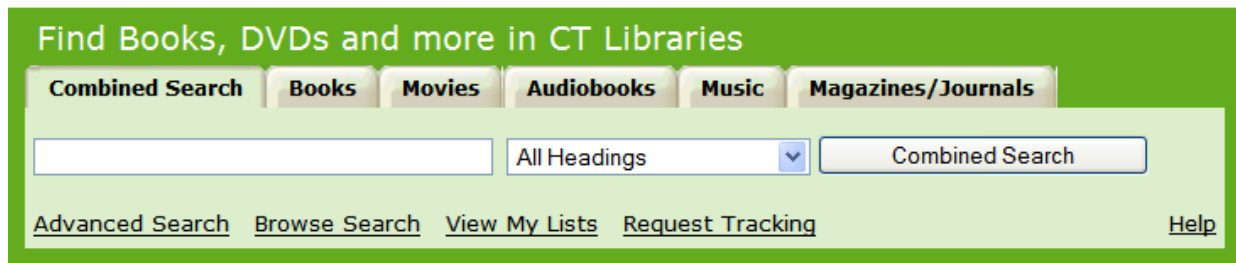 Find Books, DVDs and more in CT Libraries
Combined Search Books Movies Audiobooks Music Magazines/Journals
All Headings Combined Search
Advanced Search Browse Search View My Lists Request Tracking Help